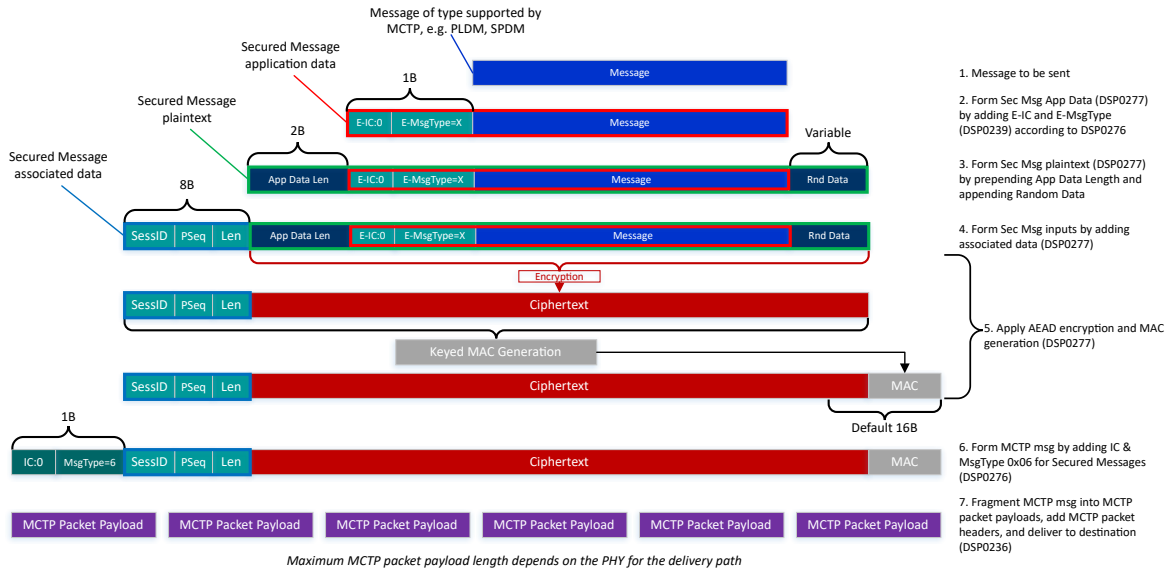 Message of type supported by
MCTP, e.g. PLDM, SPDM
Secured Message
application data
1B
Message
1. Message to be sent
Secured Message
plaintext
2B
E-IC:0 E-MsgType=X Message
Variable
2. Form Sec Msg App Data (DSP0277)
by adding E-IC and E-MsgType
(DSP0239) according to DSP0276
Secured Message
associated data
8B
App Data Len E-IC:0 E-MsgType=X Message Rnd Data
3. Form Sec Msg plaintext (DSP0277)
by prepending App Data Length and
appending Random Data
SessID PSeq Len App Data Len E-IC:0 E-MsgType=X Message Rnd Data
4. Form Sec Msg inputs by adding
associated data (DSP0277)
Encryption
SessID PSeq Len Ciphertext
5. Apply AEAD encryption and MAC
generation (DSP0277)
Keyed MAC Generation
SessID PSeq Len Ciphertext MAC
1B
Default 16B
IC:0 MsgType=6 SessID PSeq Len Ciphertext MAC
6. Form MCTP msg by adding IC &
MsgType 0x06 for Secured Messages
(DSP0276)
MCTP Packet Payload MCTP Packet Payload MCTP Packet Payload MCTP Packet Payload MCTP Packet Payload MCTP Packet Payload
7. Fragment MCTP msg into MCTP
packet payloads, add MCTP packet
headers, and deliver to destination
(DSP0236)
Maximum MCTP packet payload length depends on the PHY for the delivery path